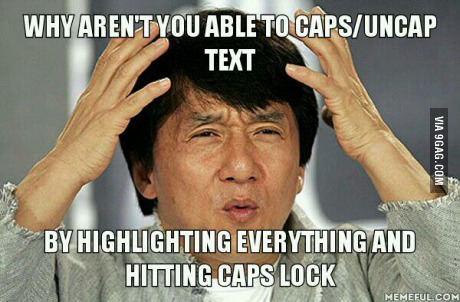 WHY AREN'T YOU ABLE TO CAPS/UNCAP
TEXT
VIA 9GAG.COM
BY HIGHLIGHTING EVERYTHING AND
HITTING CAPS LOCK
MEMEFUL.COM